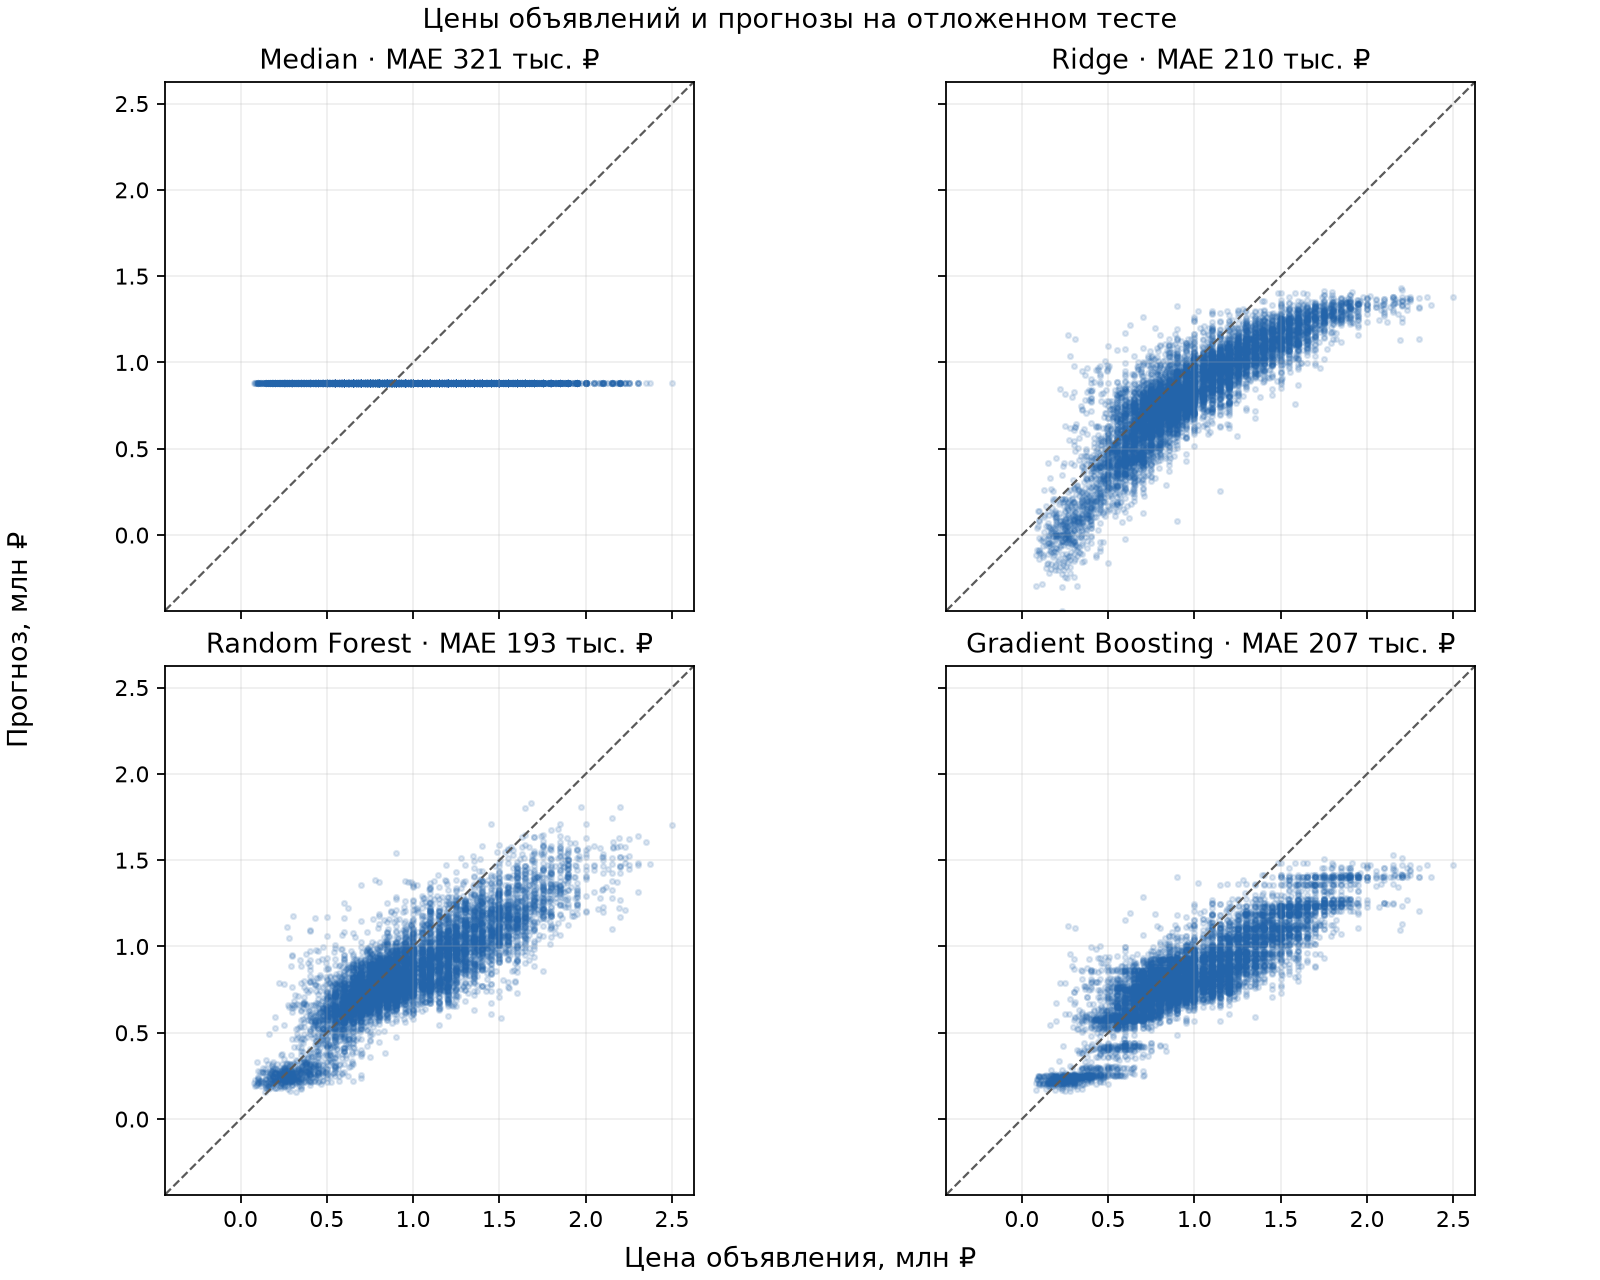 Цены объявлений и прогнозы на отложенном тесте
Median · MAE 321 тыс. ₽
Ridge · MAE 210 тыс. ₽
2.5
2.0
1.5
1.0
0.5
0.0
Random Forest · MAE 193 тыс. ₽
Gradient Boosting · MAE 207 тыс. ₽
2.5
2.0
1.5
1.0
0.5
0.0
0.0 0.5 1.0 1.5 2.0 2.5
0.0 0.5 1.0 1.5 2.0 2.5
Прогноз, млн ₽
Цена объявления, млн ₽